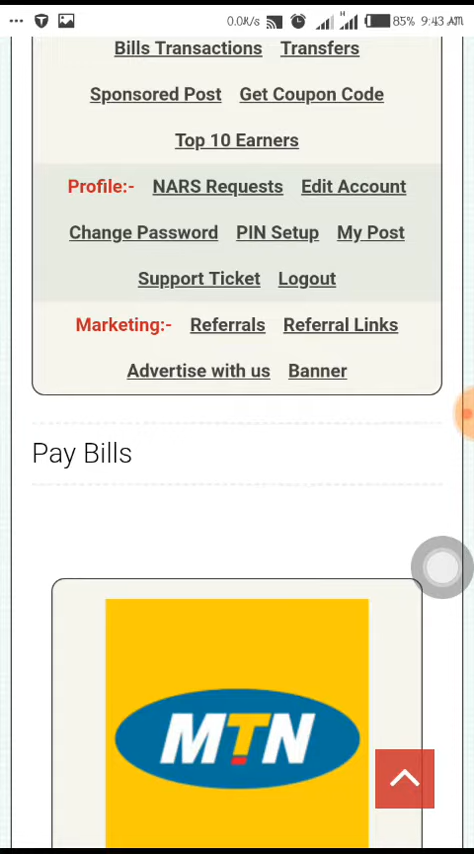 0.0K/s H 85% 9:43 AM
Bills Transactions Transfers
Sponsored Post Get Coupon Code
Top 10 Earners
Profile:- NARS Requests Edit Account
Change Password PIN Setup My Post
Support Ticket Logout
Marketing:- Referrals Referral Links
Advertise with us Banner
Pay Bills
MTN